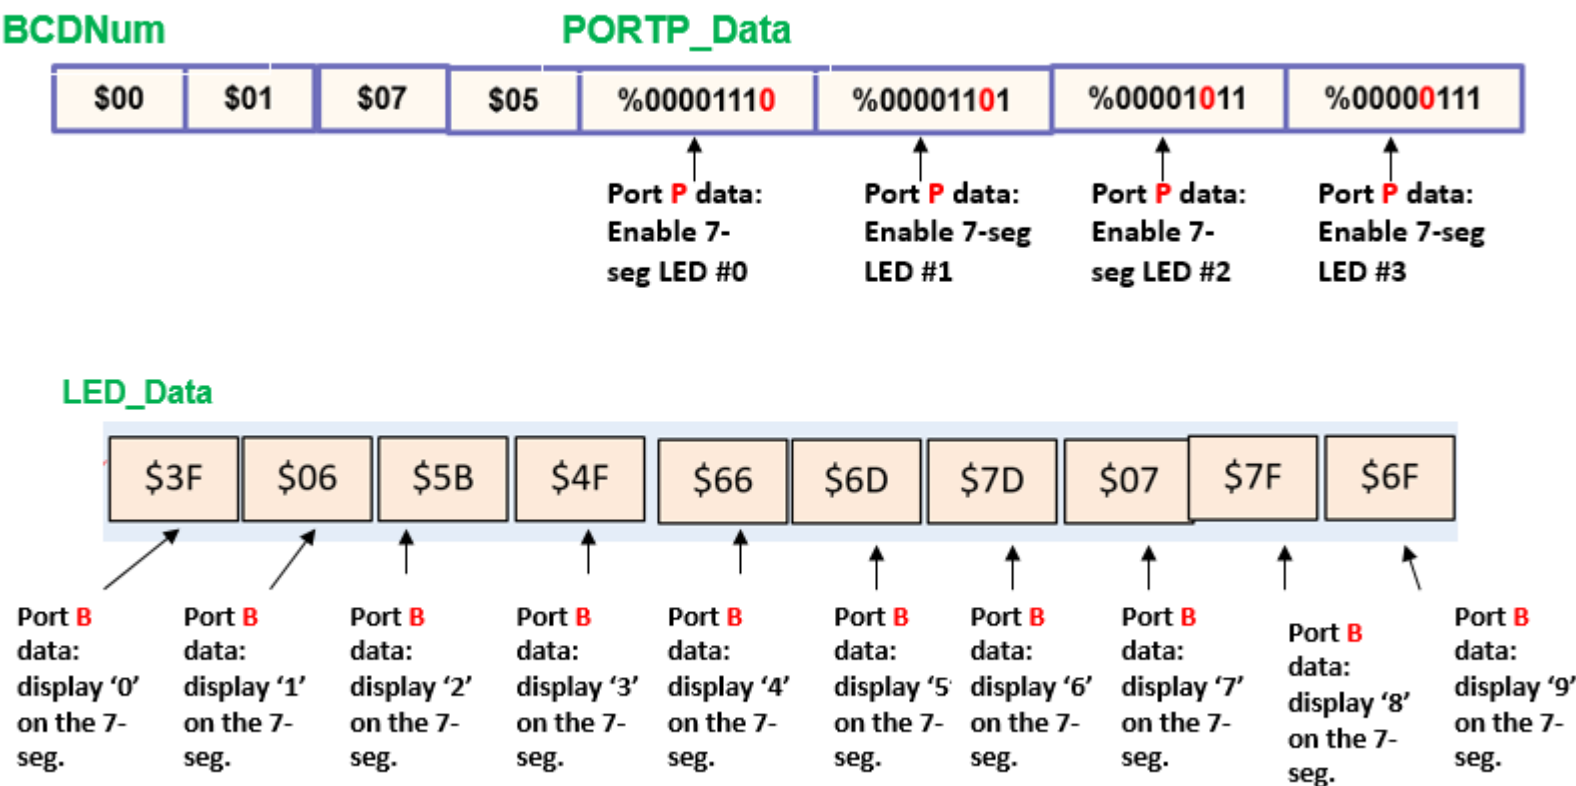 BCDNum
PORTP_Data
$00 $01 $07 $05 %00001110 %00001101 %00001011 %00000111
Port P data:
Enable 7-
seg LED #0
Port P data:
Enable 7-seg
LED #1
Port P data:
Enable 7-
seg LED #2
Port P data:
Enable 7-seg
LED #3
LED_Data
$3F $06 $5B $4F $66 $6D $7D $07 $7F $6F
Port B
data:
display ‘0’
on the 7-
seg.
Port B
data:
display ‘1’
on the 7-
seg.
Port B
data:
display ‘2’
on the 7-
seg.
Port B
data:
display ‘3’
on the 7-
seg.
Port B
data:
display ‘4’
on the 7-
seg.
Port B
data:
display ‘5’
on the 7-
seg.
Port B
data:
display ‘6’
on the 7-
seg.
Port B
data:
display ‘7’
on the 7-
seg.
Port B
data:
display ‘8’
on the 7-
seg.
Port B
data:
display ‘9’
on the 7-
seg.